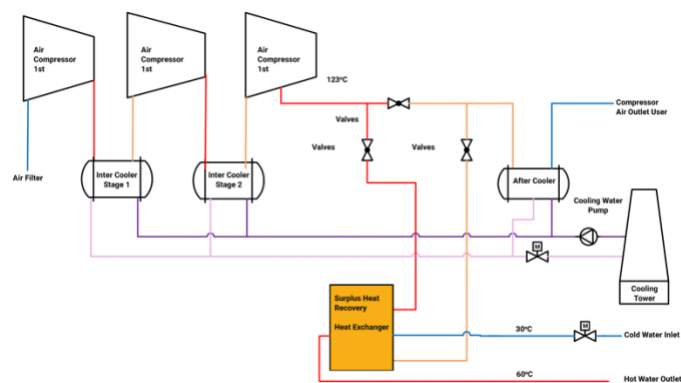 Air
Compressor
1st
Air
Compressor
1st
Air
Compressor
1st
123°C
Valves
Valves
Valves
Compressor
Air Outlet User
Air Filter
Inter Cooler
Stage 1
Inter Cooler
Stage 2
After Cooler
Cooling Water
Pump
M
Cooling
Tower
Surplus Heat
Recovery
Heat Exchanger
30°C
M
Cold Water Inlet
60°C
Hot Water Outlet